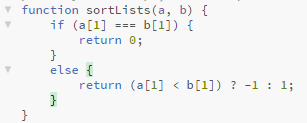 function sortLists(a, b) {
    if (a[1] === b[1]) {
        return 0;
    }
    else {
        return (a[1] < b[1]) ? -1 : 1;
    }
}